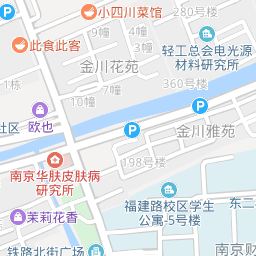 小四川菜馆
280号楼
9幢
此食此客
8幢
轻工总会电光源
材料研究所
金川花苑
1栋
360号楼
7幢
10幢
欧也
社区
金川雅苑
198号楼
南京华肤皮肤病
研究所
福建路校区学生
公寓-5号楼
东二
茉莉花香
铁路北街广场
南京财